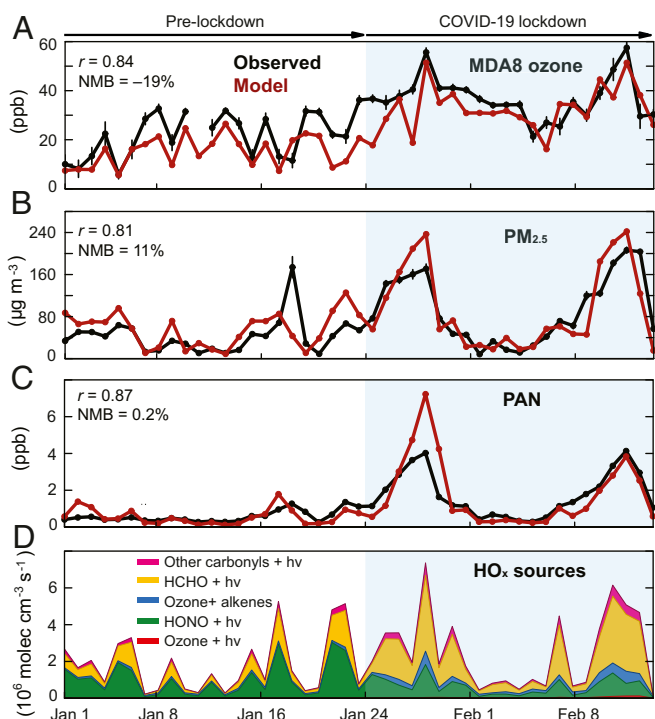 Pre-lockdown COVID-19 lockdown
A
60
40
20
0
(ppb)
r = 0.84
NMB = –19%
Observed
Model
MDA8 ozone
B
240
160
80
0
(µg m⁻³)
r = 0.81
NMB = 11%
PM₂.₅
C
6
4
2
0
(ppb)
r = 0.87
NMB = 0.2%
PAN
D
6
4
2
0
(10⁶ molec cm⁻³ s⁻¹)
Other carbonyls + hv
HCHO + hv
Ozone+ alkenes
HONO + hv
Ozone + hv
HOₓ sources
Jan 1 Jan 8 Jan 16 Jan 24 Feb 1 Feb 8